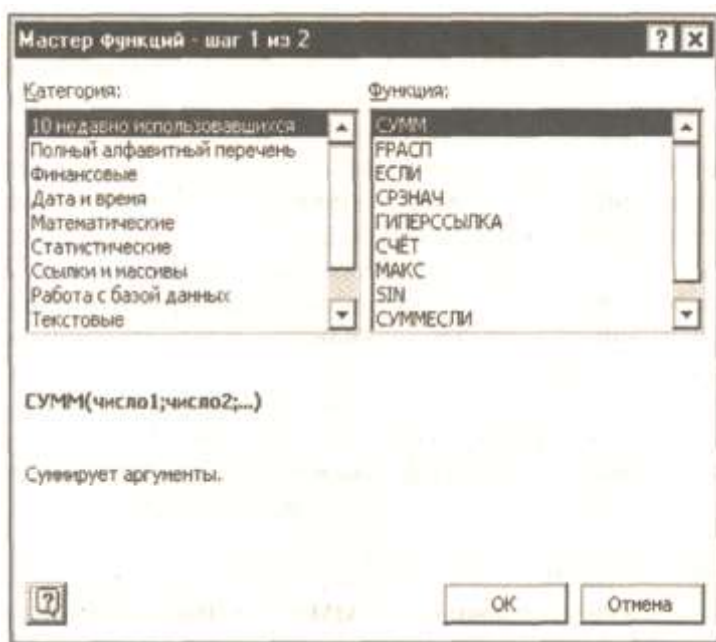 Мастер функций - шаг 1 из 2
Категория:
10 недавно использовавшихся
Полный алфавитный перечень
Финансовые
Дата и время
Математические
Статистические
Ссылки и массивы
Работа с базой данных
Текстовые
Функция:
СУММ
FРАСП
ЕСЛИ
СРЗНАЧ
ГИПЕРССЫЛКА
СЧЁТ
МАКС
SIN
СУММЕСЛИ
СУММ(число1;число2;...)
Суммирует аргументы.
ОК
Отмена